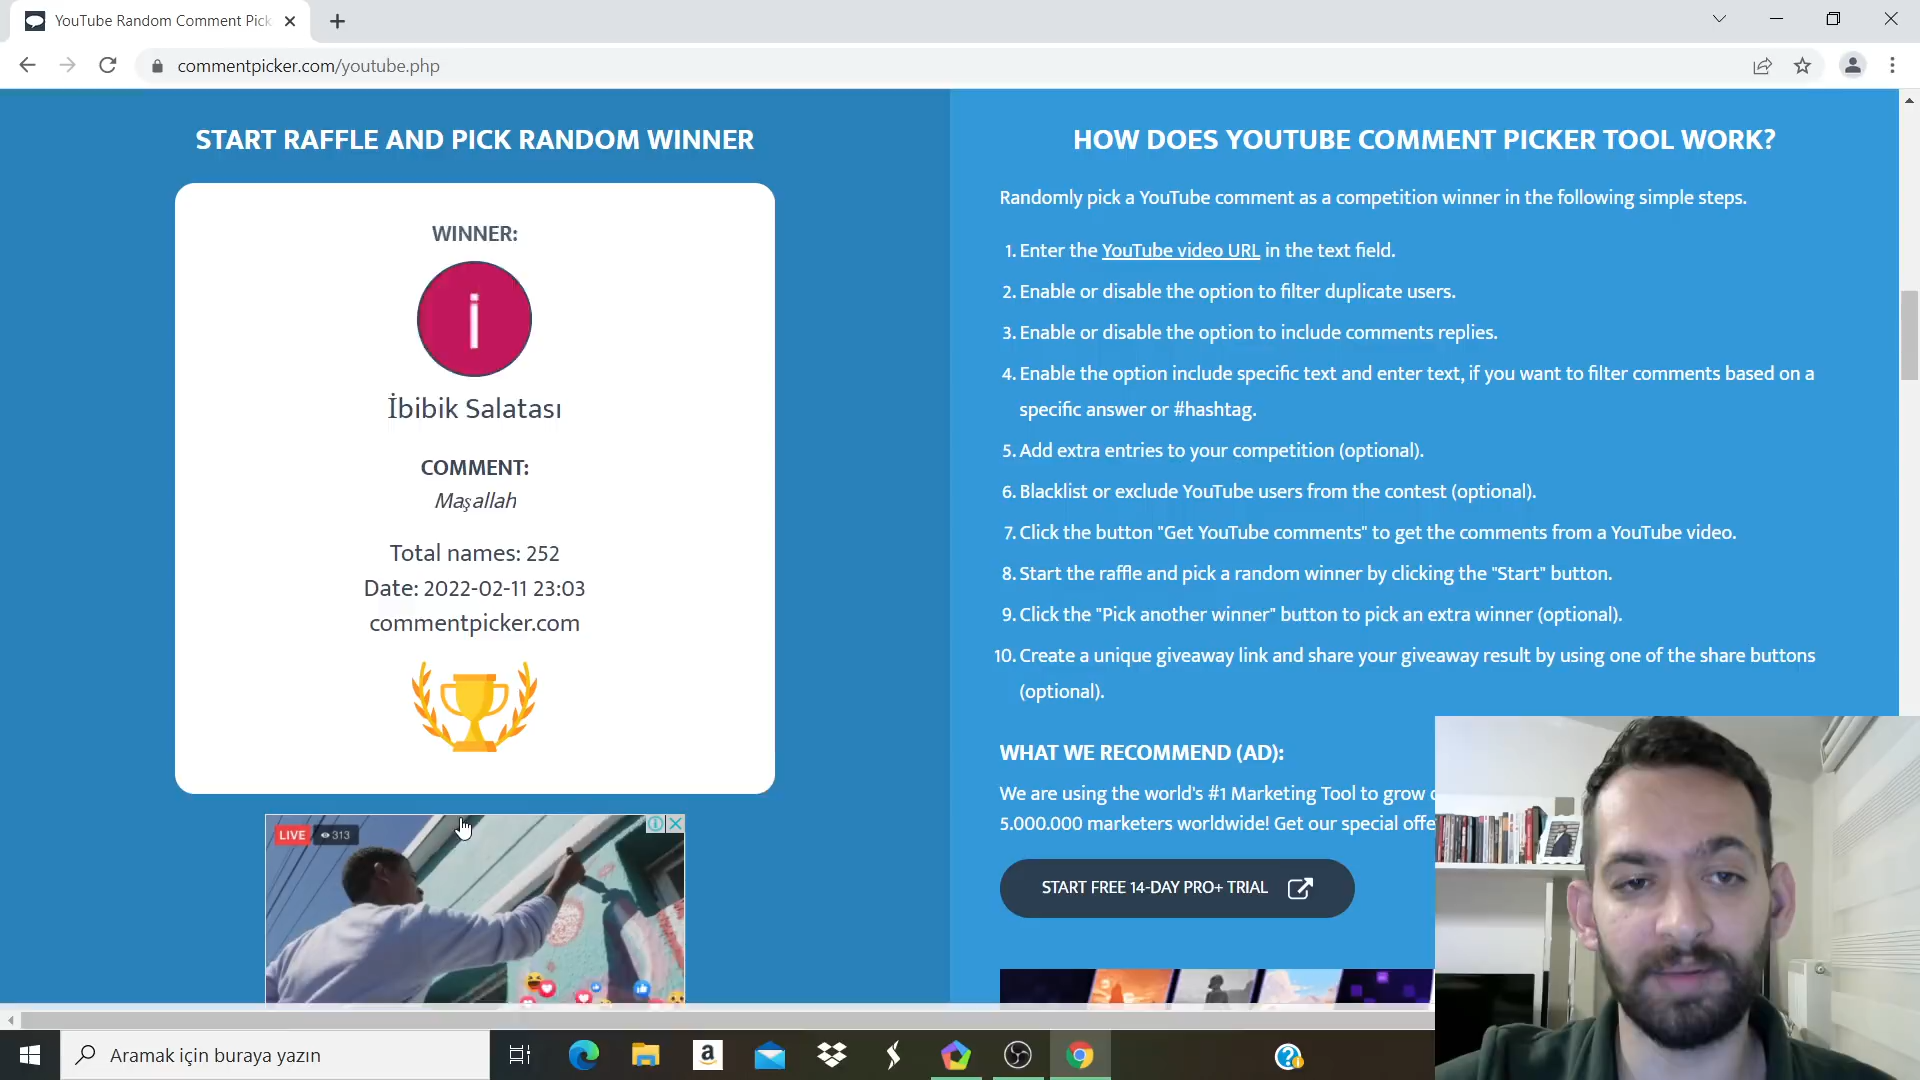 YouTube Random Comment Pick
commentpicker.com/youtube.php
START RAFFLE AND PICK RANDOM WINNER
WINNER:
i
İbibik Salatası
COMMENT:
Maşallah
Total names: 252
Date: 2022-02-11 23:03
commentpicker.com
LIVE 313
HOW DOES YOUTUBE COMMENT PICKER TOOL WORK?
Randomly pick a YouTube comment as a competition winner in the following simple steps.
1. Enter the YouTube video URL in the text field.
2. Enable or disable the option to filter duplicate users.
3. Enable or disable the option to include comments replies.
4. Enable the option include specific text and enter text, if you want to filter comments based on a
specific answer or #hashtag.
5. Add extra entries to your competition (optional).
6. Blacklist or exclude YouTube users from the contest (optional).
7. Click the button "Get YouTube comments" to get the comments from a YouTube video.
8. Start the raffle and pick a random winner by clicking the "Start" button.
9. Click the "Pick another winner" button to pick an extra winner (optional).
10. Create a unique giveaway link and share your giveaway result by using one of the share buttons
(optional).
WHAT WE RECOMMEND (AD):
We are using the world's #1 Marketing Tool to grow
5.000.000 marketers worldwide! Get our special offe
START FREE 14-DAY PRO+ TRIAL
Aramak için buraya yazın
a